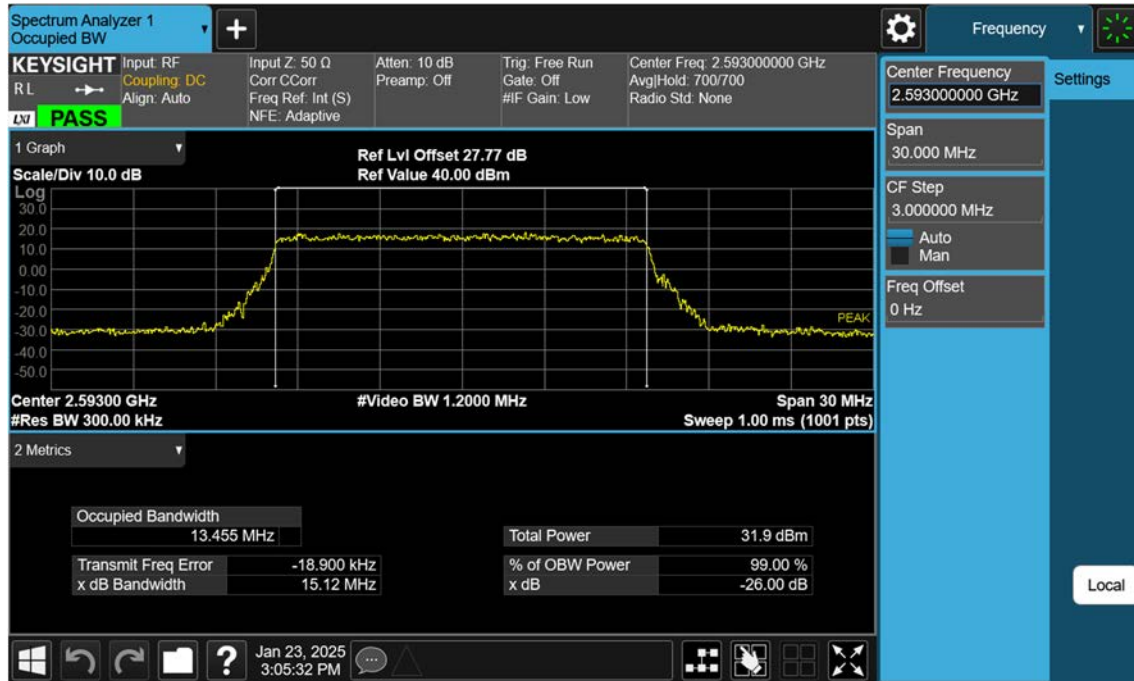 Spectrum Analyzer 1
Occupied BW
+
Frequency
KEYSIGHT
RL
LXI PASS
Input: RF
Coupling: DC
Align: Auto
Input Z: 50 Ω
Corr CCorr
Freq Ref: Int (S)
NFE: Adaptive
Atten: 10 dB
Preamp: Off
Trig: Free Run
Gate: Off
#IF Gain: Low
Center Freq: 2.593000000 GHz
Avg|Hold: 700/700
Radio Std: None
Center Frequency
2.593000000 GHz
Settings
Span
30.000 MHz
CF Step
3.000000 MHz
Auto
Man
Freq Offset
0 Hz
1 Graph
Scale/Div 10.0 dB
Ref Lvl Offset 27.77 dB
Ref Value 40.00 dBm
Log
30.0
20.0
10.0
0.00
-10.0
-20.0
-30.0
-40.0
-50.0
PEAK
Center 2.59300 GHz
#Video BW 1.2000 MHz
Span 30 MHz
#Res BW 300.00 kHz
Sweep 1.00 ms (1001 pts)
2 Metrics
Occupied Bandwidth
13.455 MHz
Total Power 31.9 dBm
Transmit Freq Error -18.900 kHz
% of OBW Power 99.00 %
x dB Bandwidth 15.12 MHz
x dB -26.00 dB
Local
?
Jan 23, 2025
3:05:32 PM